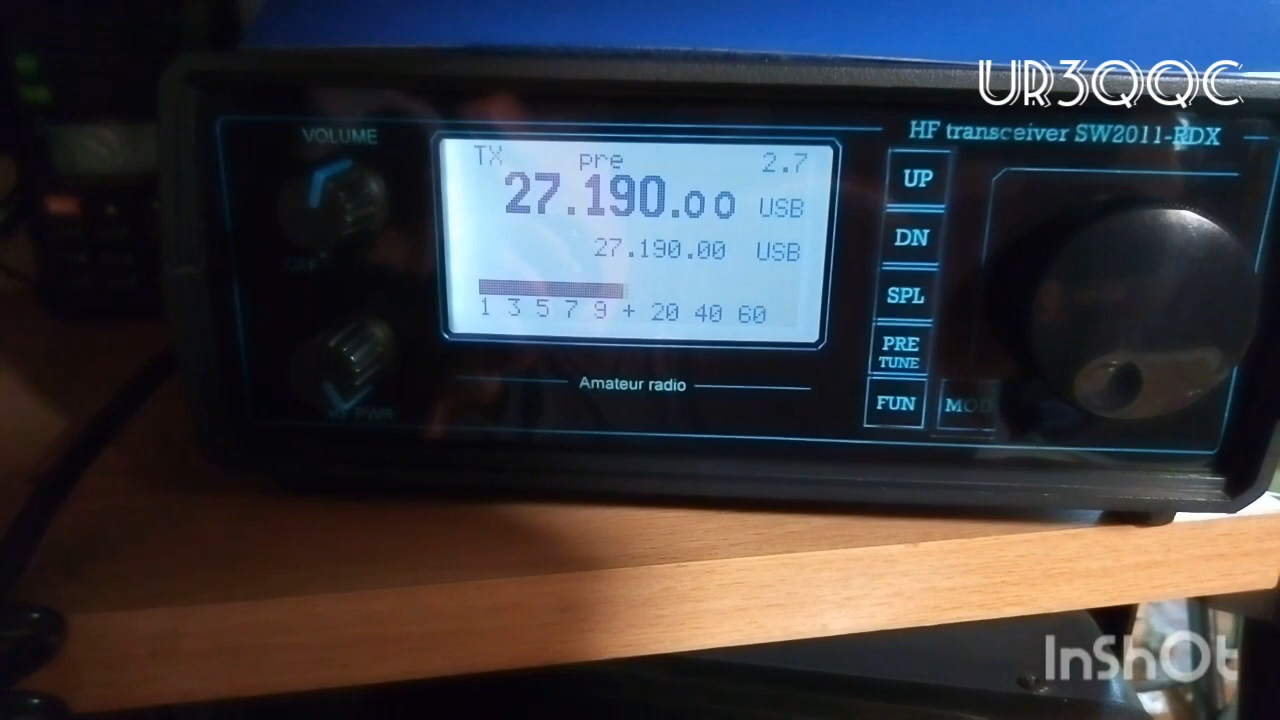 UR3QQC
HF transceiver SW2011-RDX
VOLUME
TX pre 2.7
27.190.00 USB
27.190.00 USB
1 3 5 7 9 + 20 40 60
Amateur radio
UP
DN
SPL
PRE
TUNE
FUN
MOD
PWR
InShOt